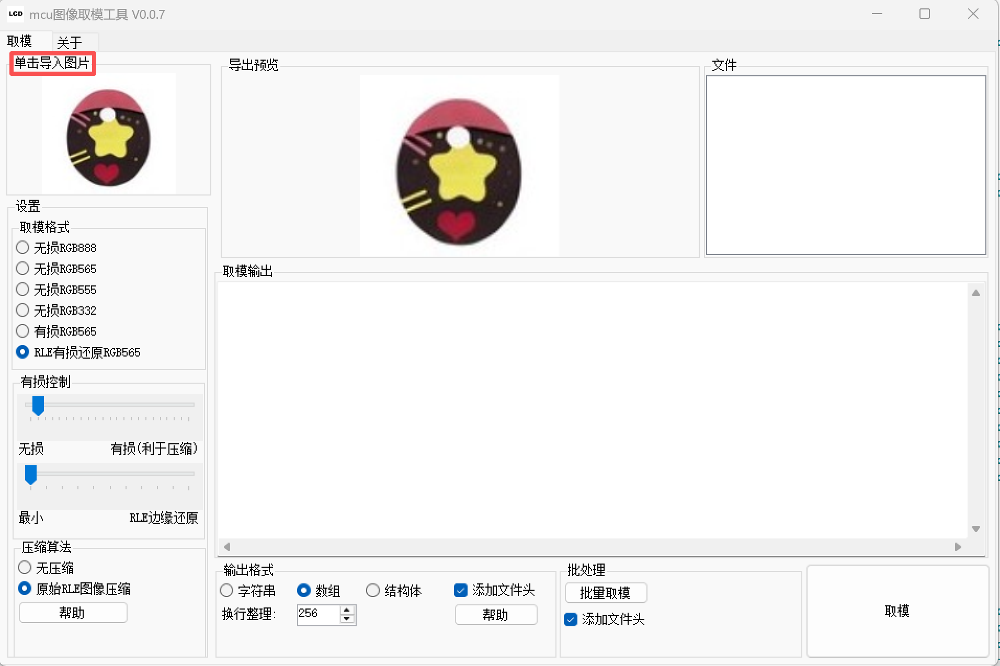 LCD mcu图像取模工具 V0.0.7
取模 关于
单击导入图片
导出预览
文件
设置
取模格式
无损RGB888
无损RGB565
无损RGB555
无损RGB332
有损RGB565
RLE有损还原RGB565
有损控制
无损 有损(利于压缩)
最小 RLE边缘还原
压缩算法
无压缩
原始RLE图像压缩
帮助
取模输出
输出格式
字符串 数组 结构体 添加文件头
换行整理: 256 帮助
批处理
批量取模
添加文件头
取模